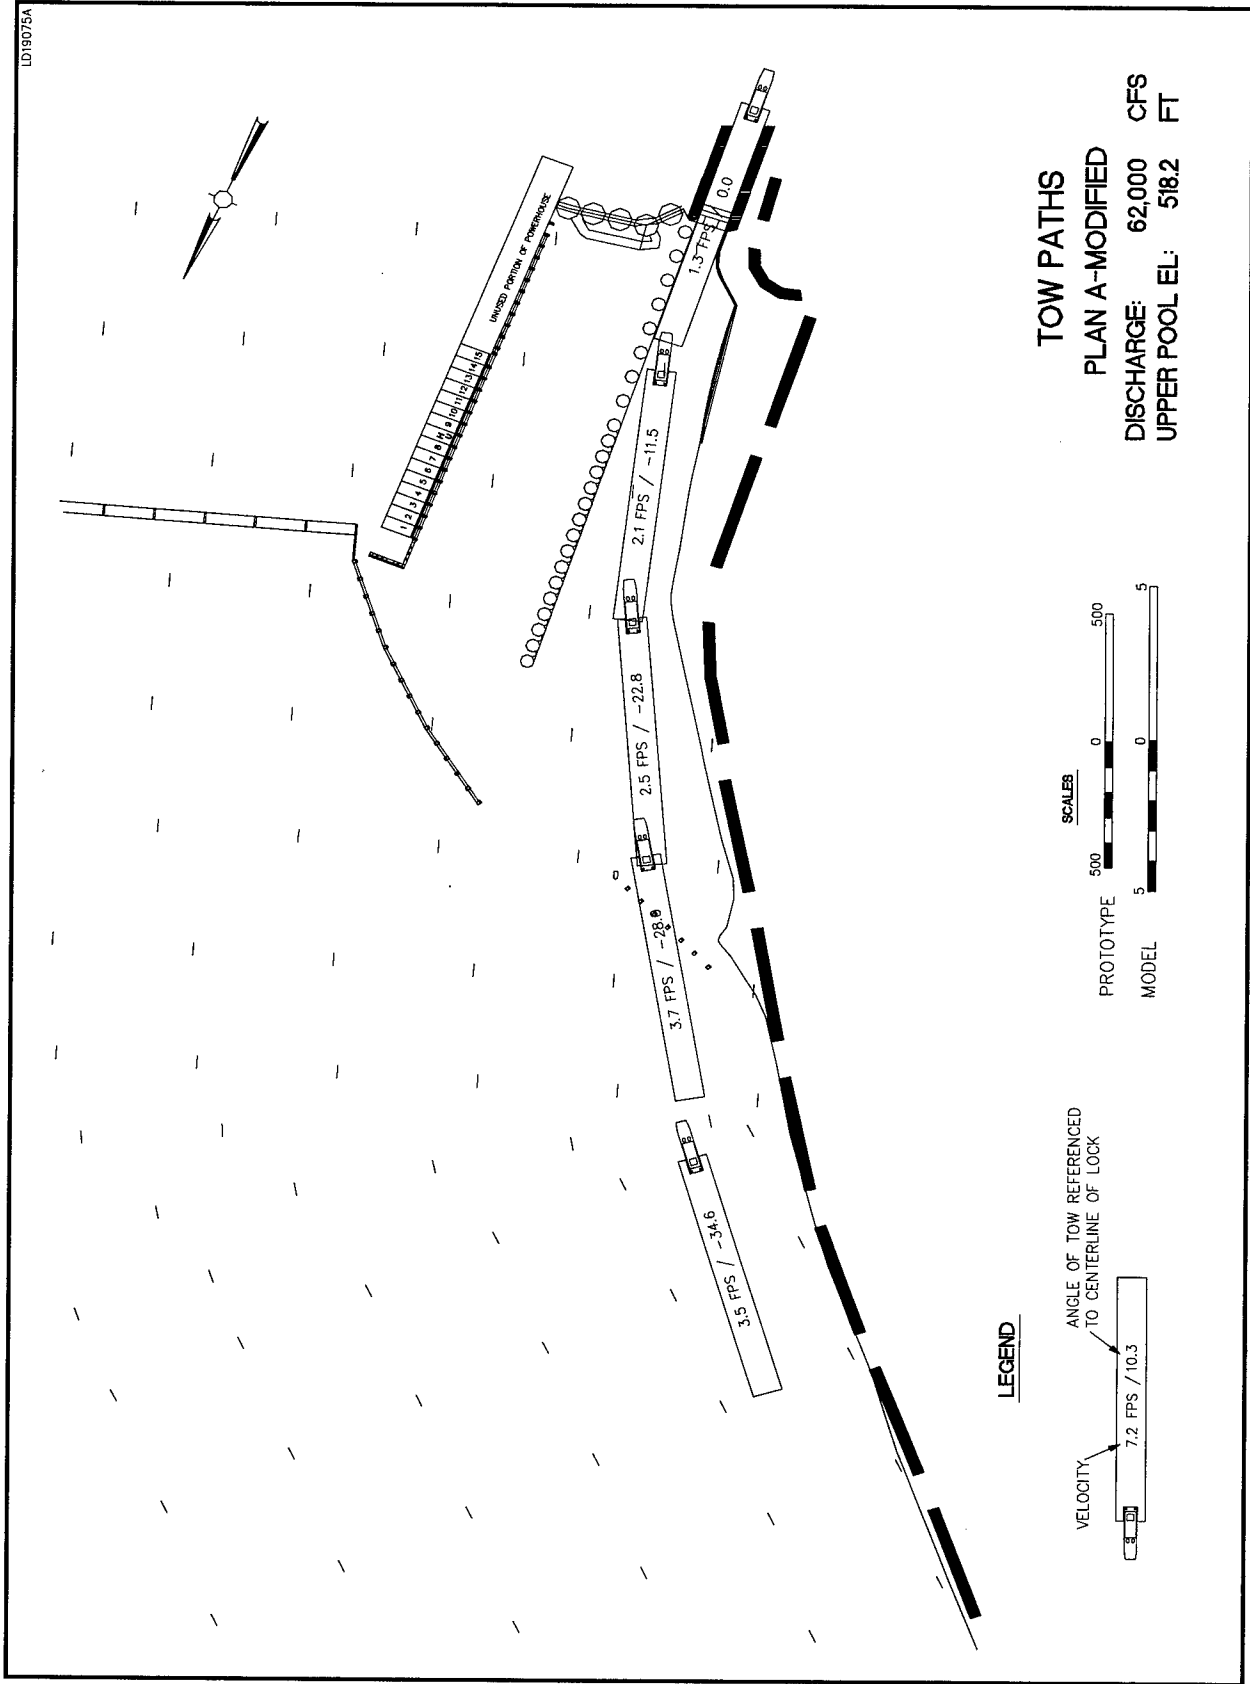 LD19075A
UNUSED PORTION OF POWERHOUSE
1 2 3 4 5 6 7 8 9 10 11 12 13 14 15
3.5 FPS / -34.6
3.7 FPS /
2.5 FPS / -22.8
2.1 FPS / -11.5
1.3 FPS / 0.0
TOW PATHS
PLAN A-MODIFIED
DISCHARGE: 62,000 CFS
UPPER POOL EL: 518.2 FT
SCALES
PROTOTYPE 500 0 500
MODEL 5 0 5
LEGEND
VELOCITY
ANGLE OF TOW REFERENCED
TO CENTERLINE OF LOCK
7.2 FPS /10.3